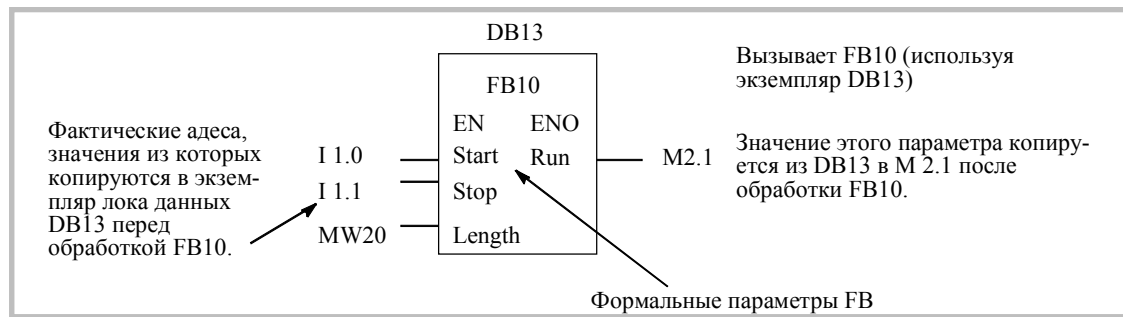 DB13
Вызывает FB10 (используя
экземпляр DB13)
FB10
EN ENO
Фактические адеса,
значения из которых
копируются в экзем-
пляр лока данных
DB13 перед
обработкой FB10.
I 1.0 Start Run M2.1
I 1.1 Stop
MW20 Length
Значение этого параметра копиру-
ется из DB13 в M 2.1 после
обработки FB10.
Формальные параметры FB